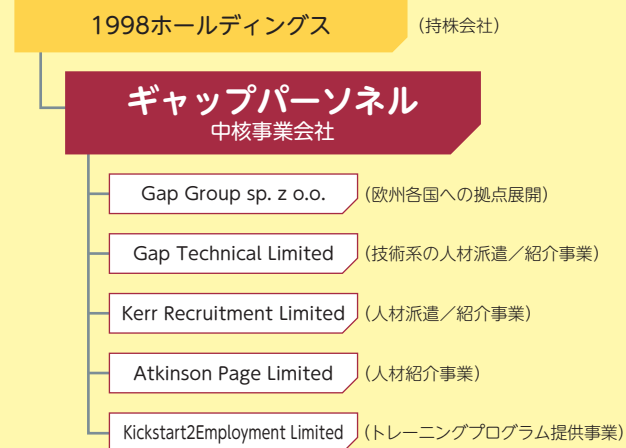 1998ホールディングス (持株会社)
ギャップパーソネル
中核事業会社
Gap Group sp. z o.o. (欧州各国への拠点展開)
Gap Technical Limited (技術系の人材派遣／紹介事業)
Kerr Recruitment Limited (人材派遣／紹介事業)
Atkinson Page Limited (人材紹介事業)
Kickstart2Employment Limited (トレーニングプログラム提供事業)